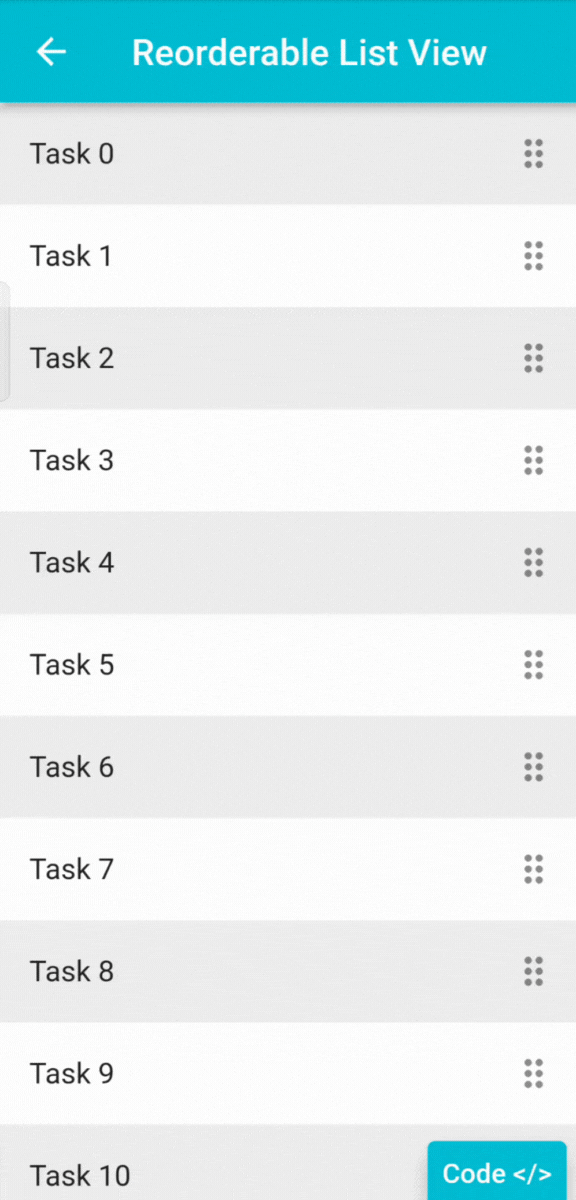 Reorderable List View
Task 0
Task 1
Task 2
Task 3
Task 4
Task 5
Task 6
Task 7
Task 8
Task 9
Task 10
Code </>